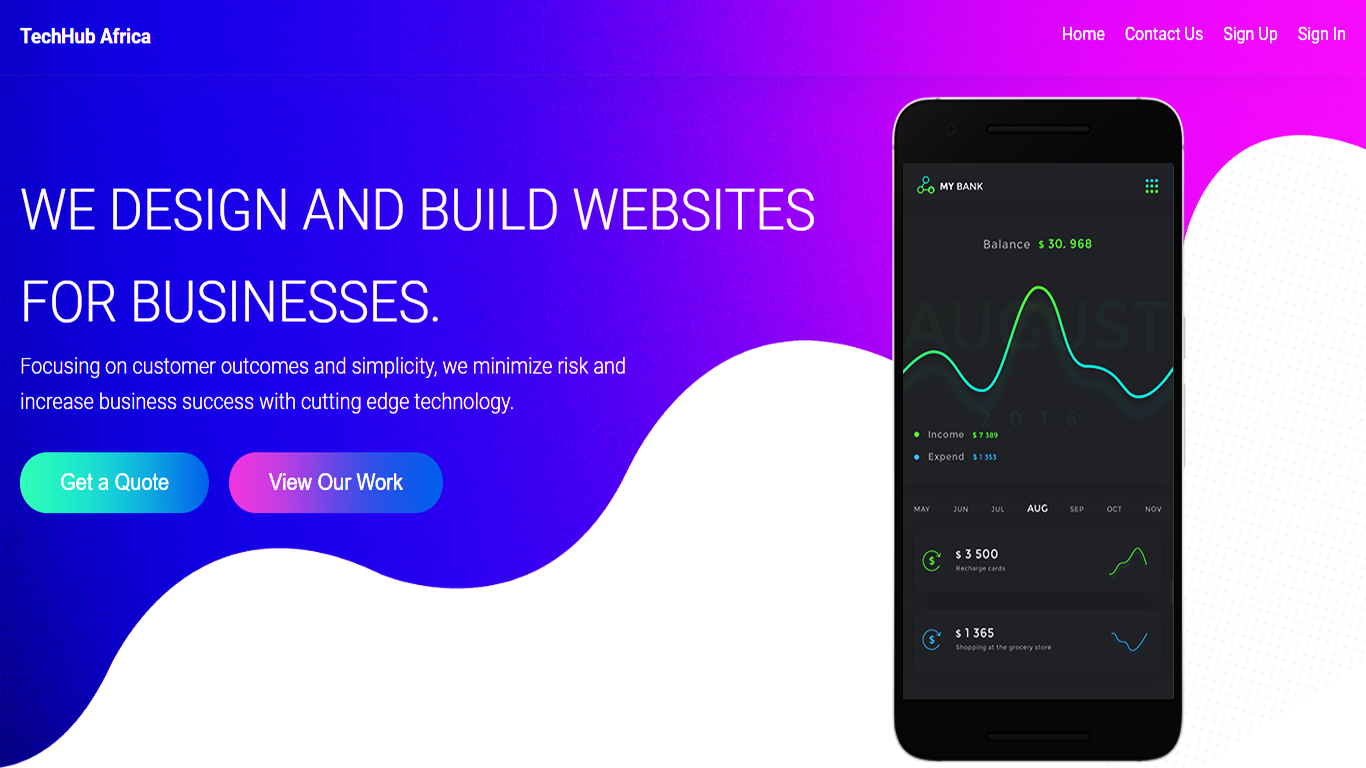 TechHub Africa
Home Contact Us Sign Up Sign In
WE DESIGN AND BUILD WEBSITES
FOR BUSINESSES.
Focusing on customer outcomes and simplicity, we minimize risk and
increase business success with cutting edge technology.
Get a Quote View Our Work
MY BANK
Balance $ 30. 968
AUGUST
2016
Income $ 7 389
Expend $ 1 353
MAY JUN JUL AUG SEP OCT NOV
$ 3 500
Recharge cards
$ 1 365
Shopping at the grocery store